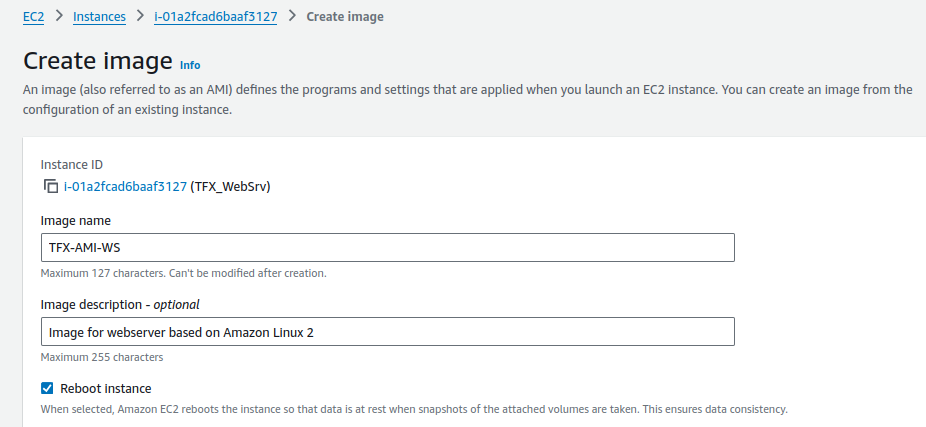 EC2 > Instances > i-01a2fcad6baaf3127 > Create image
Create image Info
An image (also referred to as an AMI) defines the programs and settings that are applied when you launch an EC2 instance. You can create an image from the
configuration of an existing instance.
Instance ID
i-01a2fcad6baaf3127 (TFX_WebSrv)
Image name
TFX-AMI-WS
Maximum 127 characters. Can't be modified after creation.
Image description - optional
Image for webserver based on Amazon Linux 2
Maximum 255 characters
Reboot instance
When selected, Amazon EC2 reboots the instance so that data is at rest when snapshots of the attached volumes are taken. This ensures data consistency.